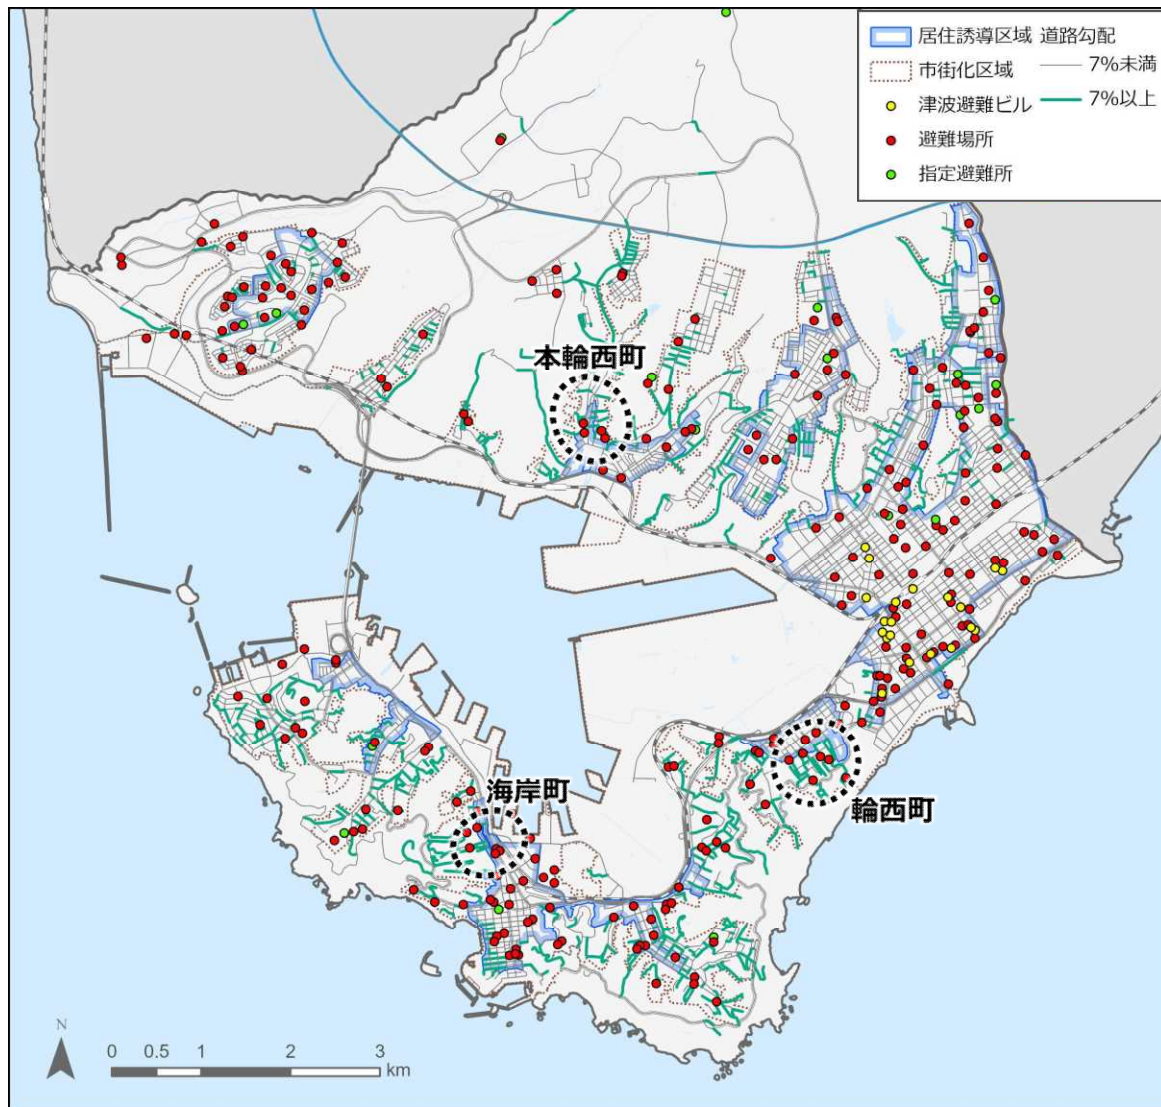 居住誘導区域 道路勾配
市街化区域 7%未満
津波避難ビル 7%以上
避難場所
指定避難所
本輪西町
海岸町
輪西町
N
0 0.5 1 2 3
km